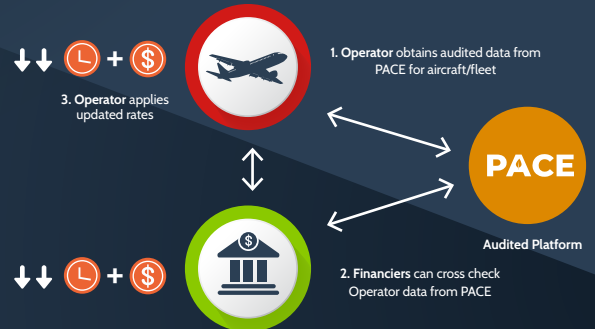 1. Operator obtains audited data from
PACE for aircraft/fleet
$
3. Operator applies
updated rates
PACE
Audited Platform
$
2. Financiers can cross check
Operator data from PACE
$